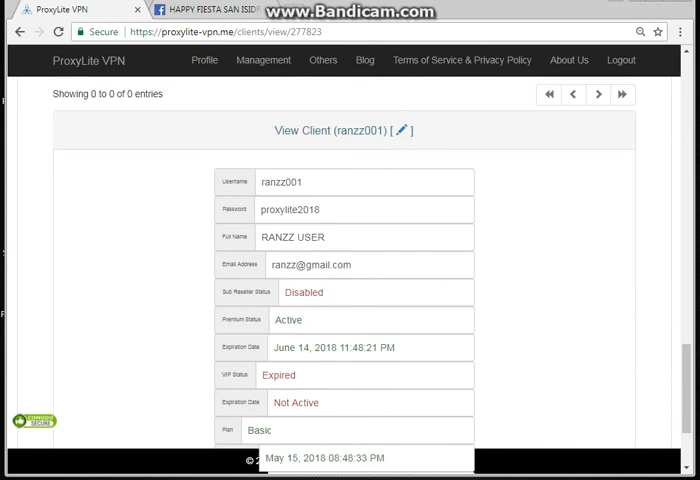 www.Bandicam.com
ProxyLite VPN
HAPPY FIESTA SAN ISIDR
Secure
https://proxylite-vpn.me/clients/view/277823
ProxyLite VPN
Profile
Management
Others
Blog
Terms of Service & Privacy Policy
About Us
Logout
Showing 0 to 0 of 0 entries
View Client (ranzz001) [ ]
Username ranzz001
Password proxylite2018
Full Name RANZZ USER
Email Address ranzz@gmail.com
Sub Reseller Status Disabled
Premium Status Active
Expiration Date June 14, 2018 11:48:21 PM
VIP Status Expired
Expiration Date Not Active
Plan Basic
May 15, 2018 08:48:33 PM
© 2
COMODO
SECURE